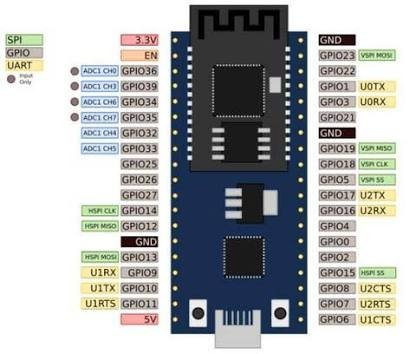 SPI
GPIO
UART
Input Only
3.3V
EN
ADC1 CH0 GPIO36
ADC1 CH3 GPIO39
ADC1 CH6 GPIO34
ADC1 CH7 GPIO35
ADC1 CH4 GPIO32
ADC1 CH5 GPIO33
GPIO25
GPIO26
GPIO27
HSPI CLK GPIO14
HSPI MISO GPIO12
GND
HSPI MOSI GPIO13
U1RX GPIO9
U1TX GPIO10
U1RTS GPIO11
5V
GND
GPIO23 VSPI MOSI
GPIO22
GPIO1 U0TX
GPIO3 U0RX
GPIO21
GND
GPIO19 VSPI MISO
GPIO18 VSPI CLK
GPIO5 VSPI SS
GPIO17 U2TX
GPIO16 U2RX
GPIO4
GPIO0
GPIO2
GPIO15 HSPI SS
GPIO8 U2CTS
GPIO7 U2RTS
GPIO6 U1CTS